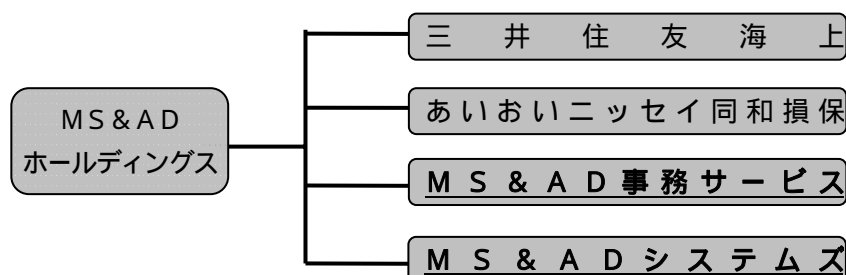 三井住友海上
MS&AD
ホールディングス
あいおいニッセイ同和損保
MS&AD事務サービス
MS&ADシステムズ